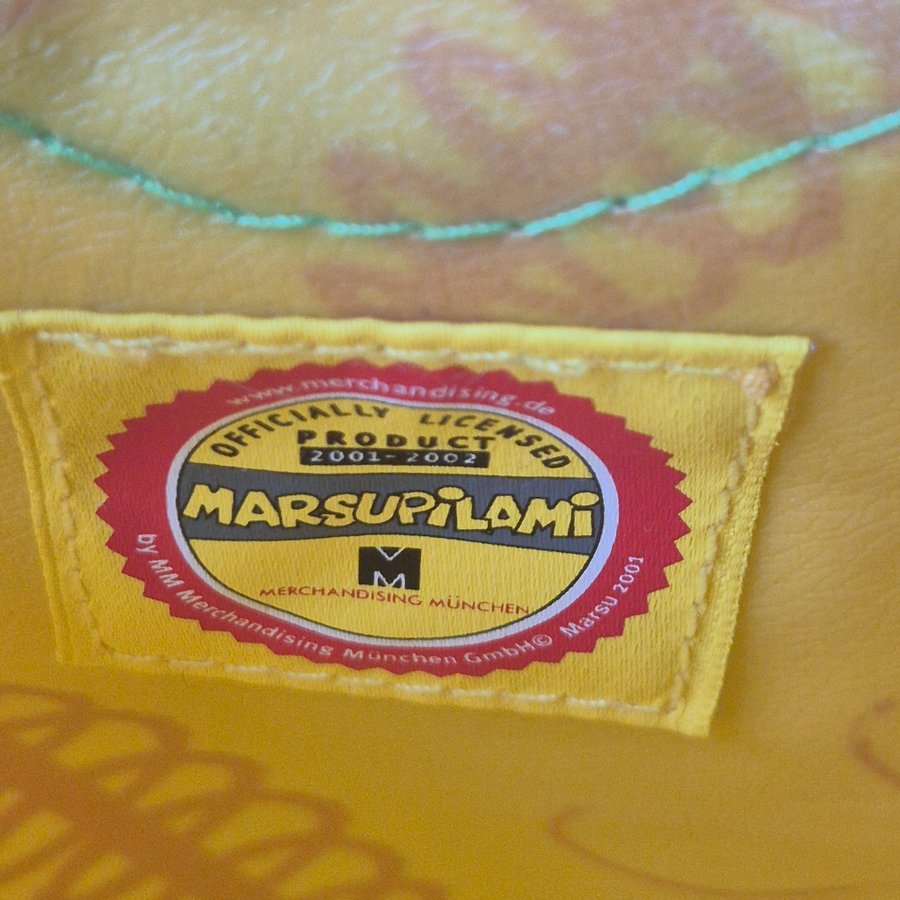 www.merchandising.de
OFFICIALLY LICENSED
PRODUCT
2001-2002
MARSUPiLAMi
M
MERCHANDISING MÜNCHEN
by MM Merchandising München GmbH© Marsu 2001